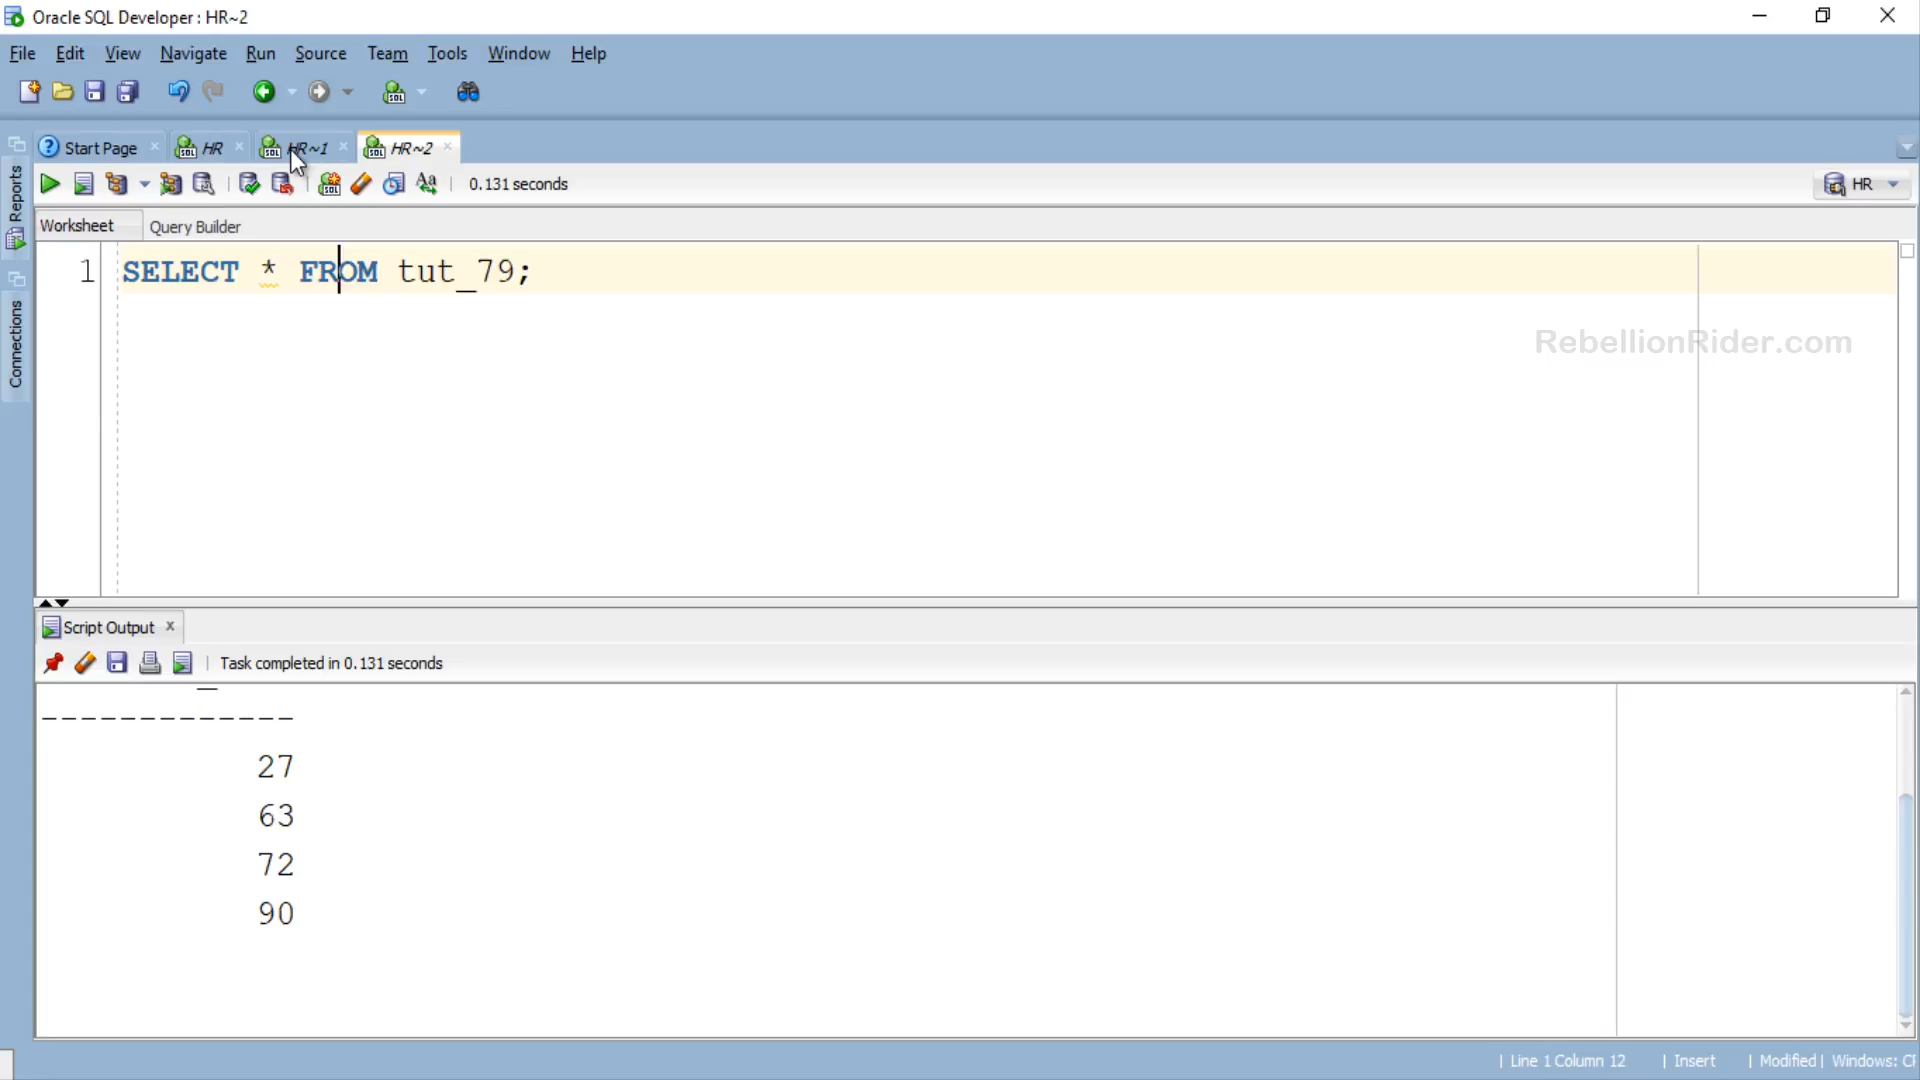 Oracle SQL Developer : HR~2
File Edit View Navigate Run Source Team Tools Window Help
Start Page HR HR~1 HR~2
0.131 seconds
HR
Reports
Connections
Worksheet Query Builder
1 SELECT * FROM tut_79;
RebellionRider.com
Script Output
Task completed in 0.131 seconds
-------------
27
63
72
90
| Line 1 Column 12 | Insert | Modified | Windows: